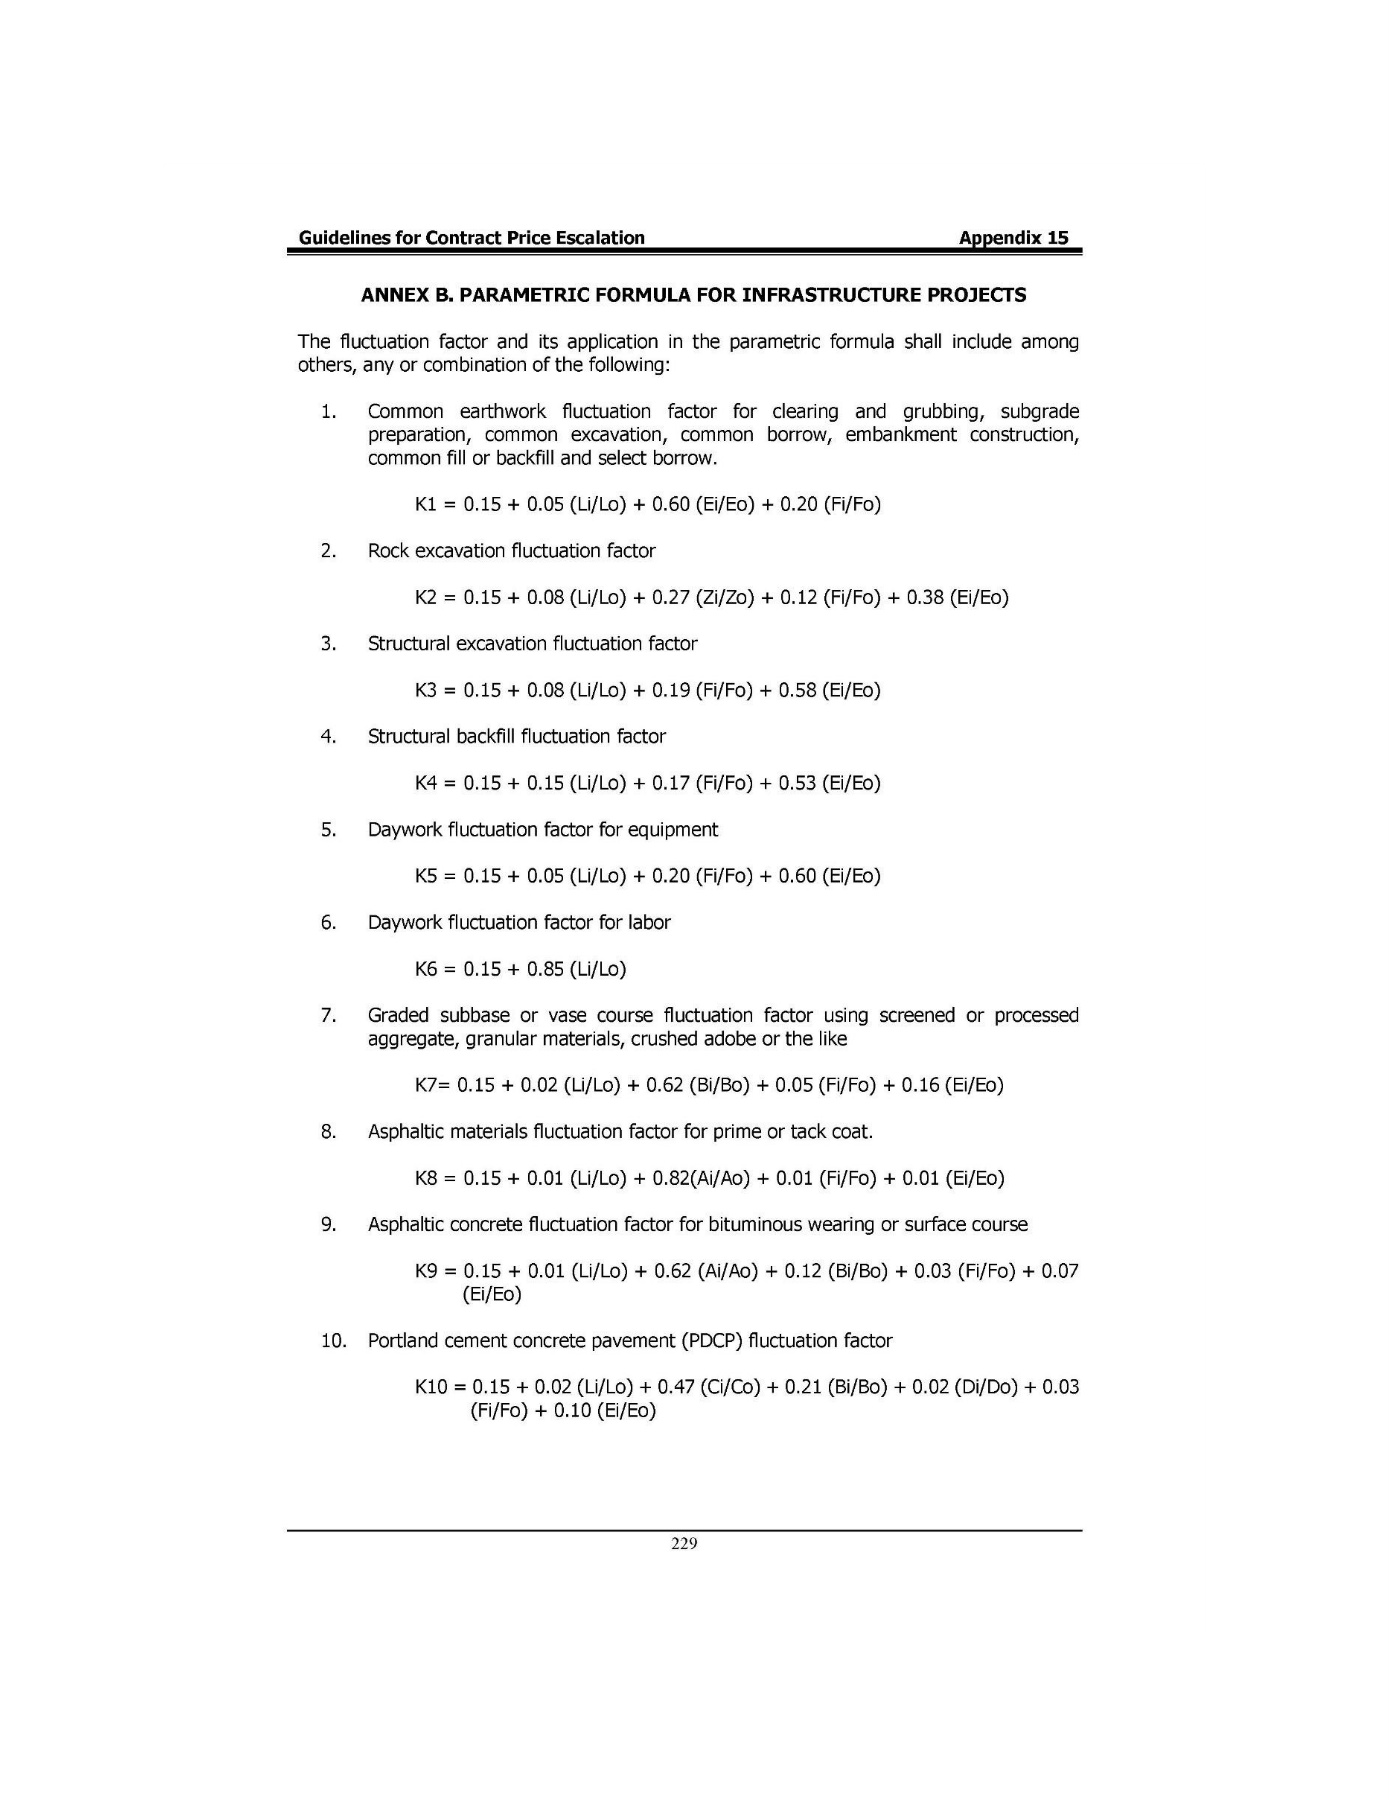 Guidelines for Contract Price Escalation Appendix 15
ANNEX B. PARAMETRIC FORMULA FOR INFRASTRUCTURE PROJECTS
The fluctuation factor and its application in the parametric formula shall include among
others, any or combination of the following:
1. Common earthwork fluctuation factor for clearing and grubbing, subgrade
preparation, common excavation, common borrow, embankment construction,
common fill or backfill and select borrow.
K1 = 0.15 + 0.05 (Li/Lo) + 0.60 (Ei/Eo) + 0.20 (Fi/Fo)
2. Rock excavation fluctuation factor
K2 = 0.15 + 0.08 (Li/Lo) + 0.27 (Zi/Zo) + 0.12 (Fi/Fo) + 0.38 (Ei/Eo)
3. Structural excavation fluctuation factor
K3 = 0.15 + 0.08 (Li/Lo) + 0.19 (Fi/Fo) + 0.58 (Ei/Eo)
4. Structural backfill fluctuation factor
K4 = 0.15 + 0.15 (Li/Lo) + 0.17 (Fi/Fo) + 0.53 (Ei/Eo)
5. Daywork fluctuation factor for equipment
K5 = 0.15 + 0.05 (Li/Lo) + 0.20 (Fi/Fo) + 0.60 (Ei/Eo)
6. Daywork fluctuation factor for labor
K6 = 0.15 + 0.85 (Li/Lo)
7. Graded subbase or vase course fluctuation factor using screened or processed
aggregate, granular materials, crushed adobe or the like
K7= 0.15 + 0.02 (Li/Lo) + 0.62 (Bi/Bo) + 0.05 (Fi/Fo) + 0.16 (Ei/Eo)
8. Asphaltic materials fluctuation factor for prime or tack coat.
K8 = 0.15 + 0.01 (Li/Lo) + 0.82(Ai/Ao) + 0.01 (Fi/Fo) + 0.01 (Ei/Eo)
9. Asphaltic concrete fluctuation factor for bituminous wearing or surface course
K9 = 0.15 + 0.01 (Li/Lo) + 0.62 (Ai/Ao) + 0.12 (Bi/Bo) + 0.03 (Fi/Fo) + 0.07
(Ei/Eo)
10. Portland cement concrete pavement (PDCP) fluctuation factor
K10 = 0.15 + 0.02 (Li/Lo) + 0.47 (Ci/Co) + 0.21 (Bi/Bo) + 0.02 (Di/Do) + 0.03
(Fi/Fo) + 0.10 (Ei/Eo)
229